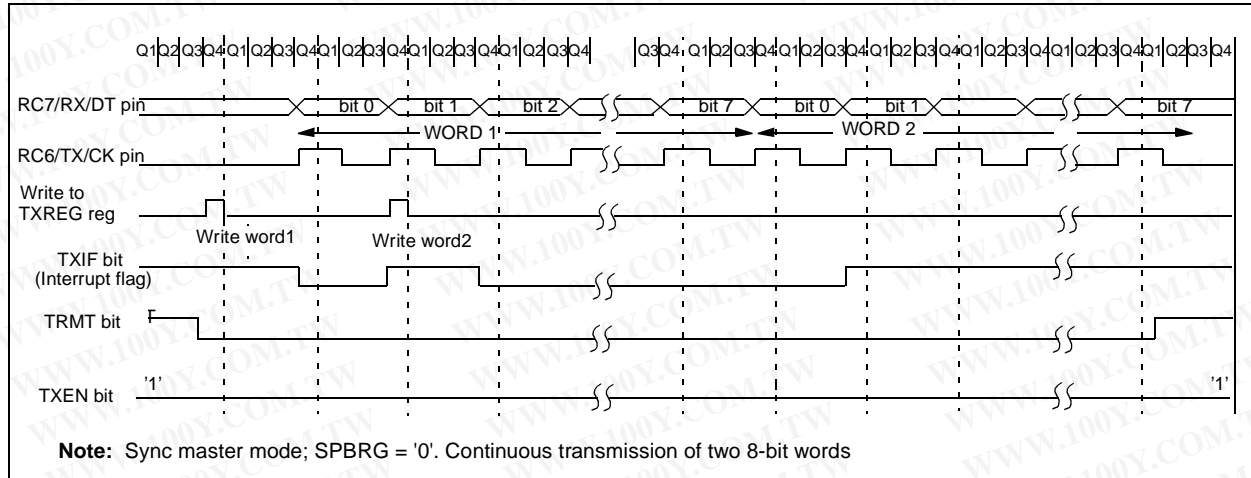 Q1 Q2 Q3 Q4 Q1 Q2 Q3 Q4 Q1 Q2 Q3 Q4 Q1 Q2 Q3 Q4 Q1 Q2 Q3 Q4 Q3 Q4 Q1 Q2 Q3 Q4 Q1 Q2 Q3 Q4 Q1 Q2 Q3 Q4 Q1 Q2 Q3 Q4 Q1 Q2 Q3 Q4 Q1 Q2 Q3 Q4
RC7/RX/DT pin bit 0 bit 1 bit 2 bit 7 bit 0 bit 1 bit 7
WORD 1 WORD 2
RC6/TX/CK pin
Write to
TXREG reg
Write word1 Write word2
TXIF bit
(Interrupt flag)
TRMT bit
TXEN bit '1' '1'
Note: Sync master mode; SPBRG = '0'. Continuous transmission of two 8-bit words
WWW.100Y.COM.TW